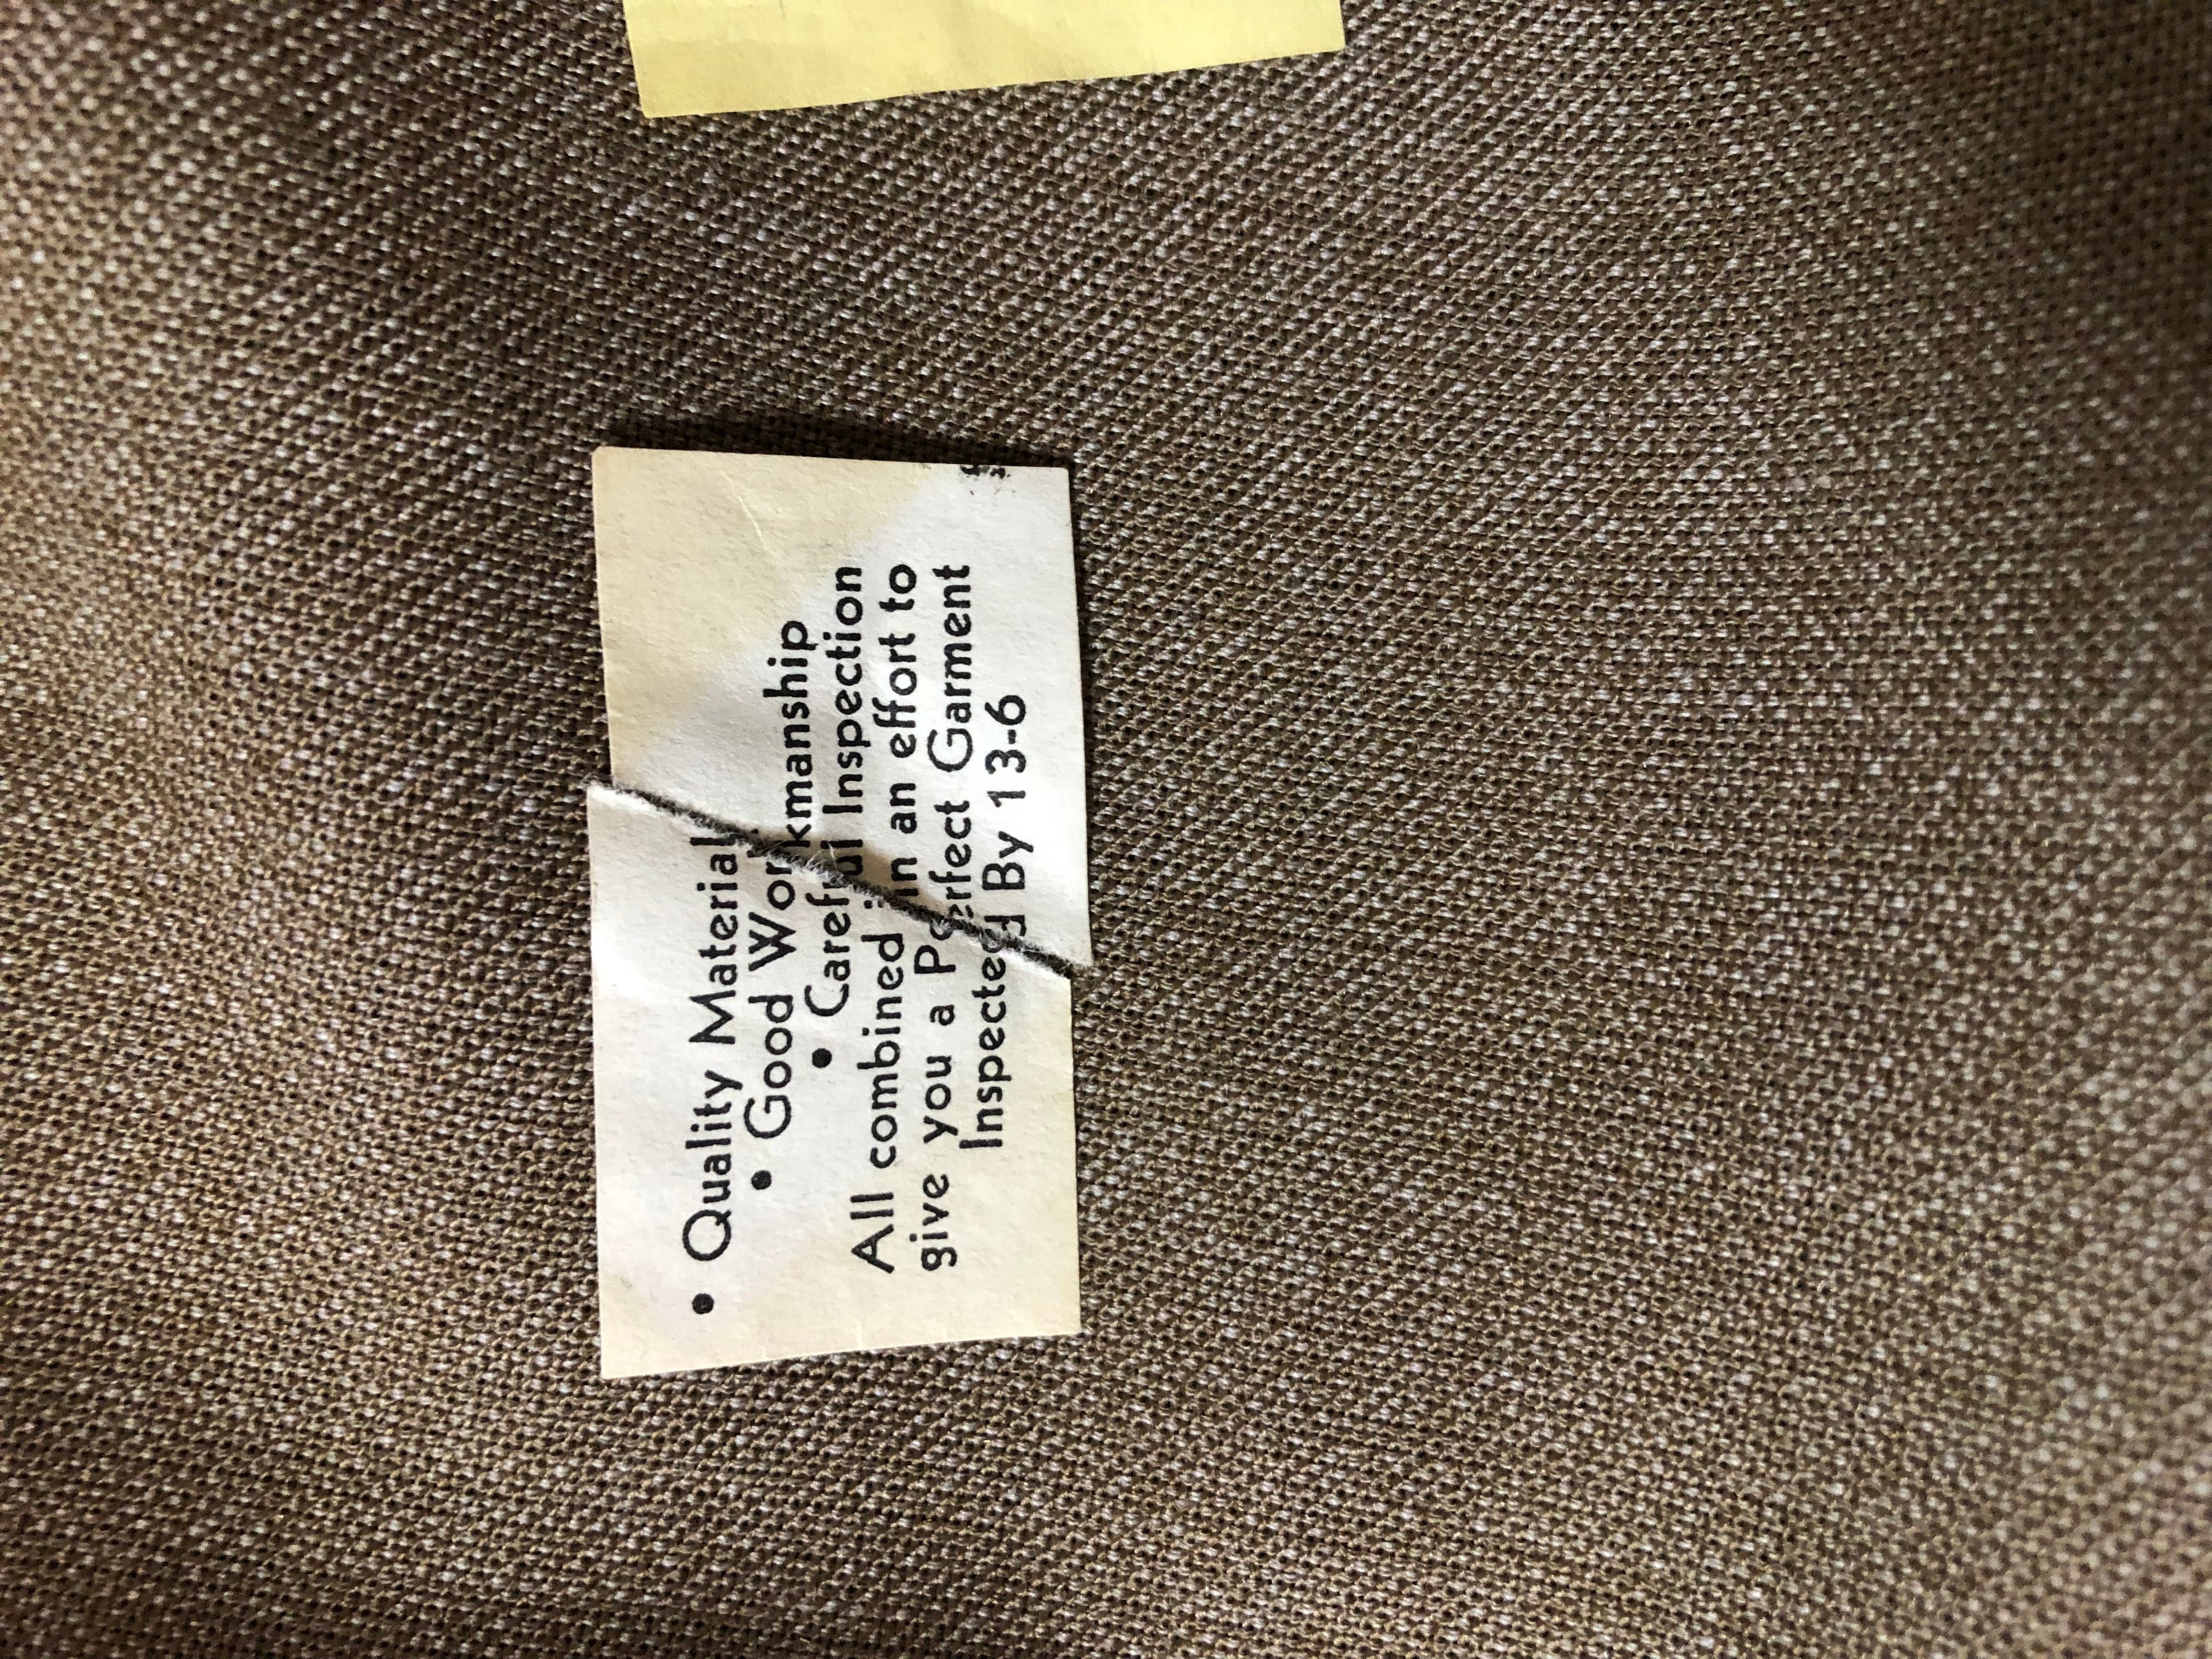 • Quality Material
• Good Workmanship
• Careful Inspection
All combined in an effort to
give you a Perfect Garment
Inspected By 13-6